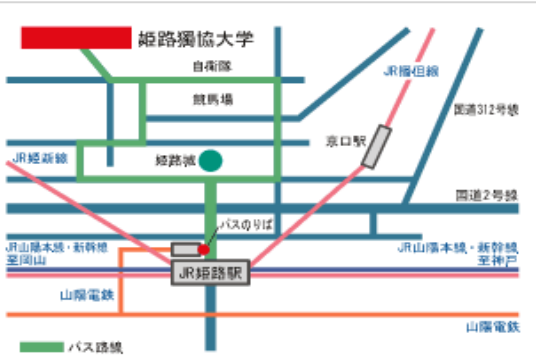 姫路獨協大学
自衛隊
JR播但線
競馬場
国道312号線
京口駅
JR姫新線
姫路城
国道2号線
バスのりば
JR山陽本線・新幹線
至岡山
JR山陽本線・新幹線
至神戸
JR姫路駅
山陽電鉄
山陽電鉄
バス路線